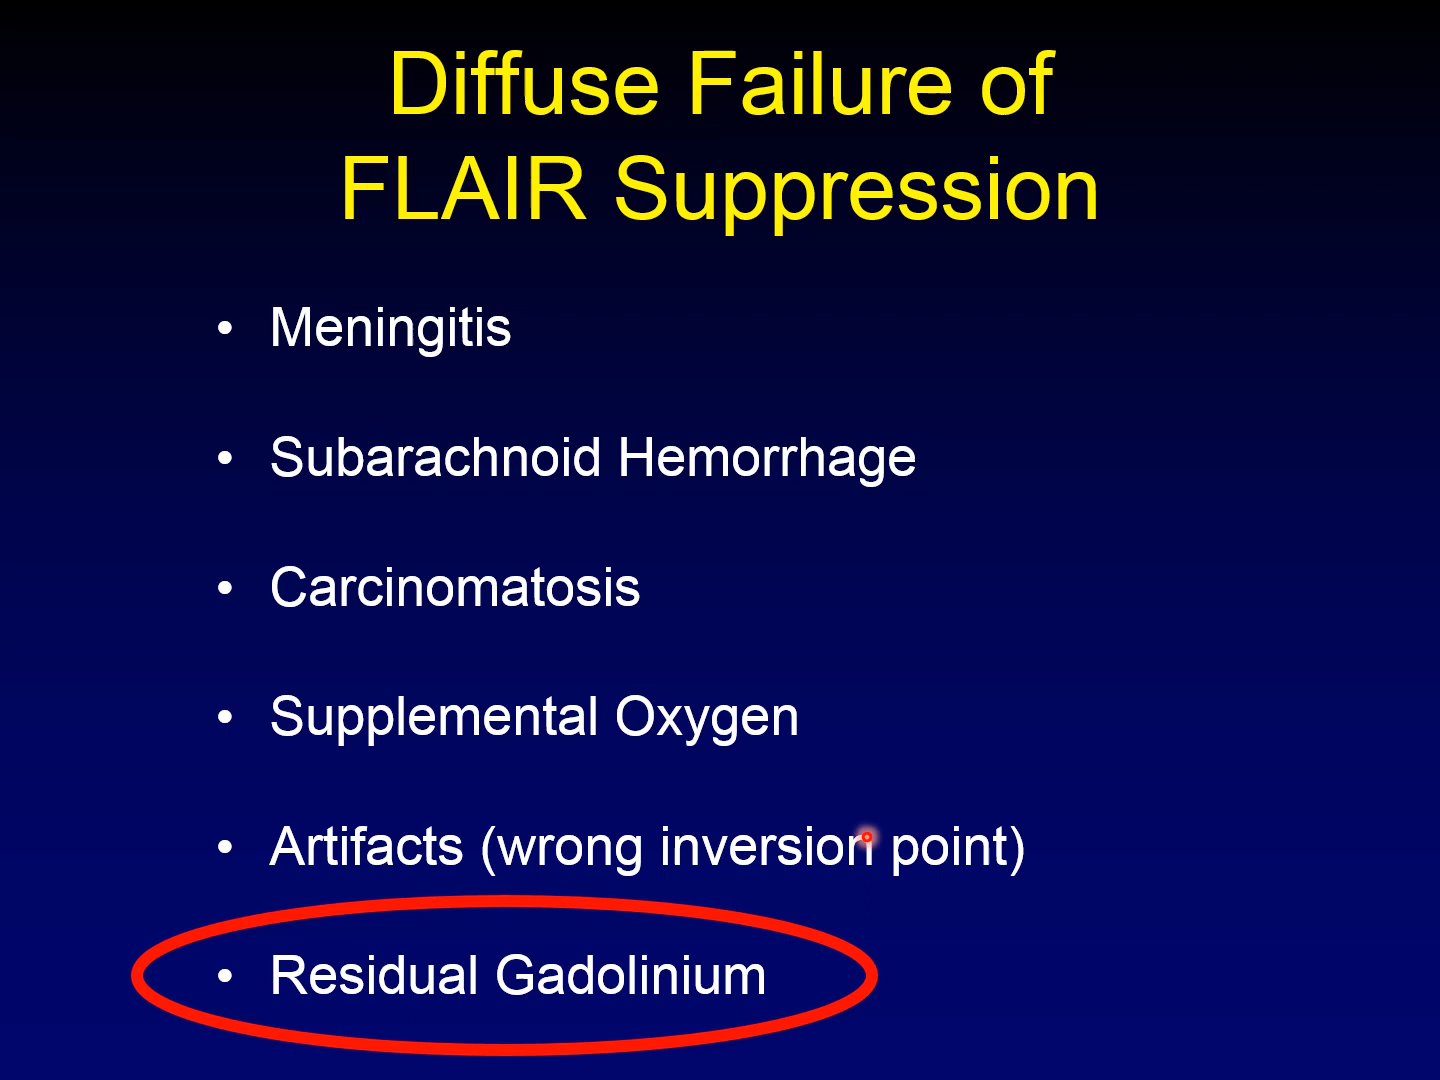 Diffuse Failure of
FLAIR Suppression
• Meningitis
• Subarachnoid Hemorrhage
• Carcinomatosis
• Supplemental Oxygen
• Artifacts (wrong inversion point)
• Residual Gadolinium